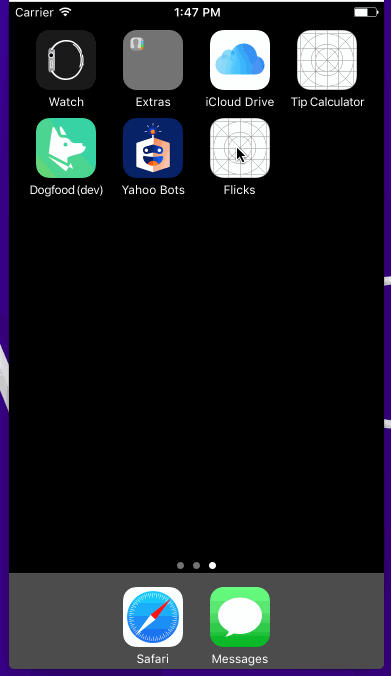 Carrier 1:47 PM
Watch Extras iCloud Drive Tip Calculator
Dogfood (dev) Yahoo Bots Flicks
Safari Messages